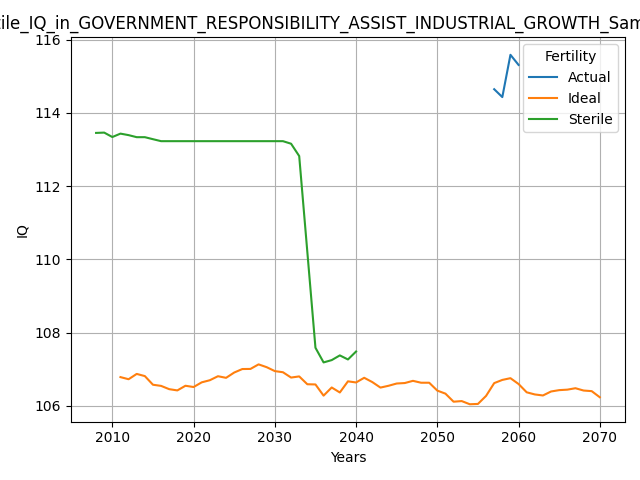 ile_IQ_in_GOVERNMENT_RESPONSIBILITY_ASSIST_INDUSTRIAL_GROWTH_Sam
116
114
112
110
108
106
IQ
Fertility
Actual
Ideal
Sterile
2010 2020 2030 2040 2050 2060 2070
Years